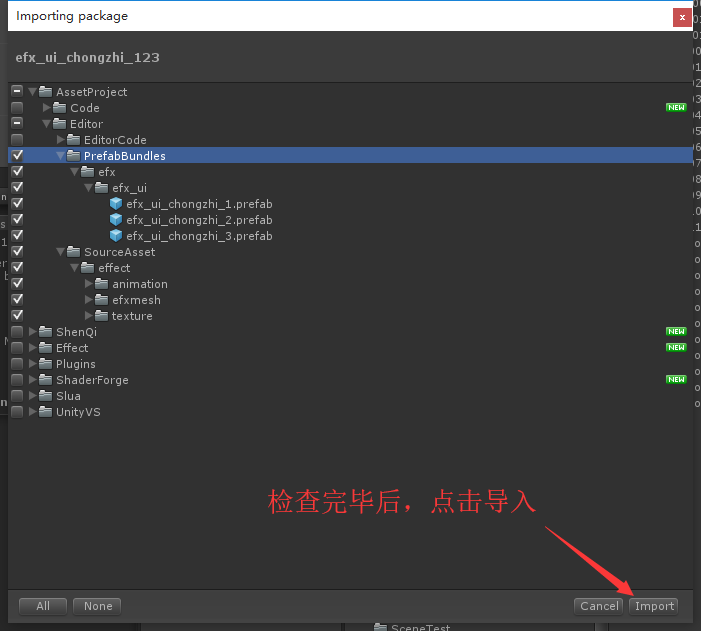 Importing package
x
efx_ui_chongzhi_123
AssetProject
Code NEW
Editor
EditorCode
PrefabBundles
efx
efx_ui
efx_ui_chongzhi_1.prefab
efx_ui_chongzhi_2.prefab
efx_ui_chongzhi_3.prefab
SourceAsset
effect
animation
efxmesh
texture
ShenQi NEW
Effect NEW
Plugins
ShaderForge NEW
Slua
UnityVS
检查完毕后，点击导入
All None Cancel Import
SceneTest